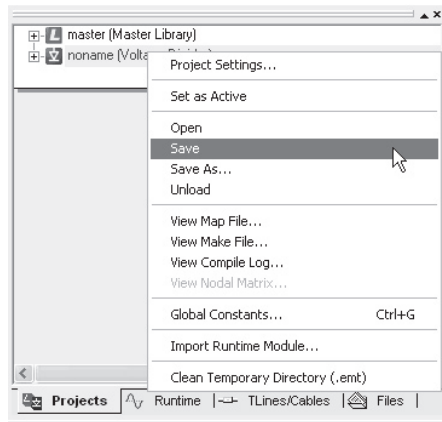 master (Master Library)
noname (Volta
Project Settings...
Set as Active
Open
Save
Save As...
Unload
View Map File...
View Make File...
View Compile Log...
View Nodal Matrix...
Global Constants... Ctrl+G
Import Runtime Module...
Clean Temporary Directory (.emt)
Projects Runtime TLines/Cables Files